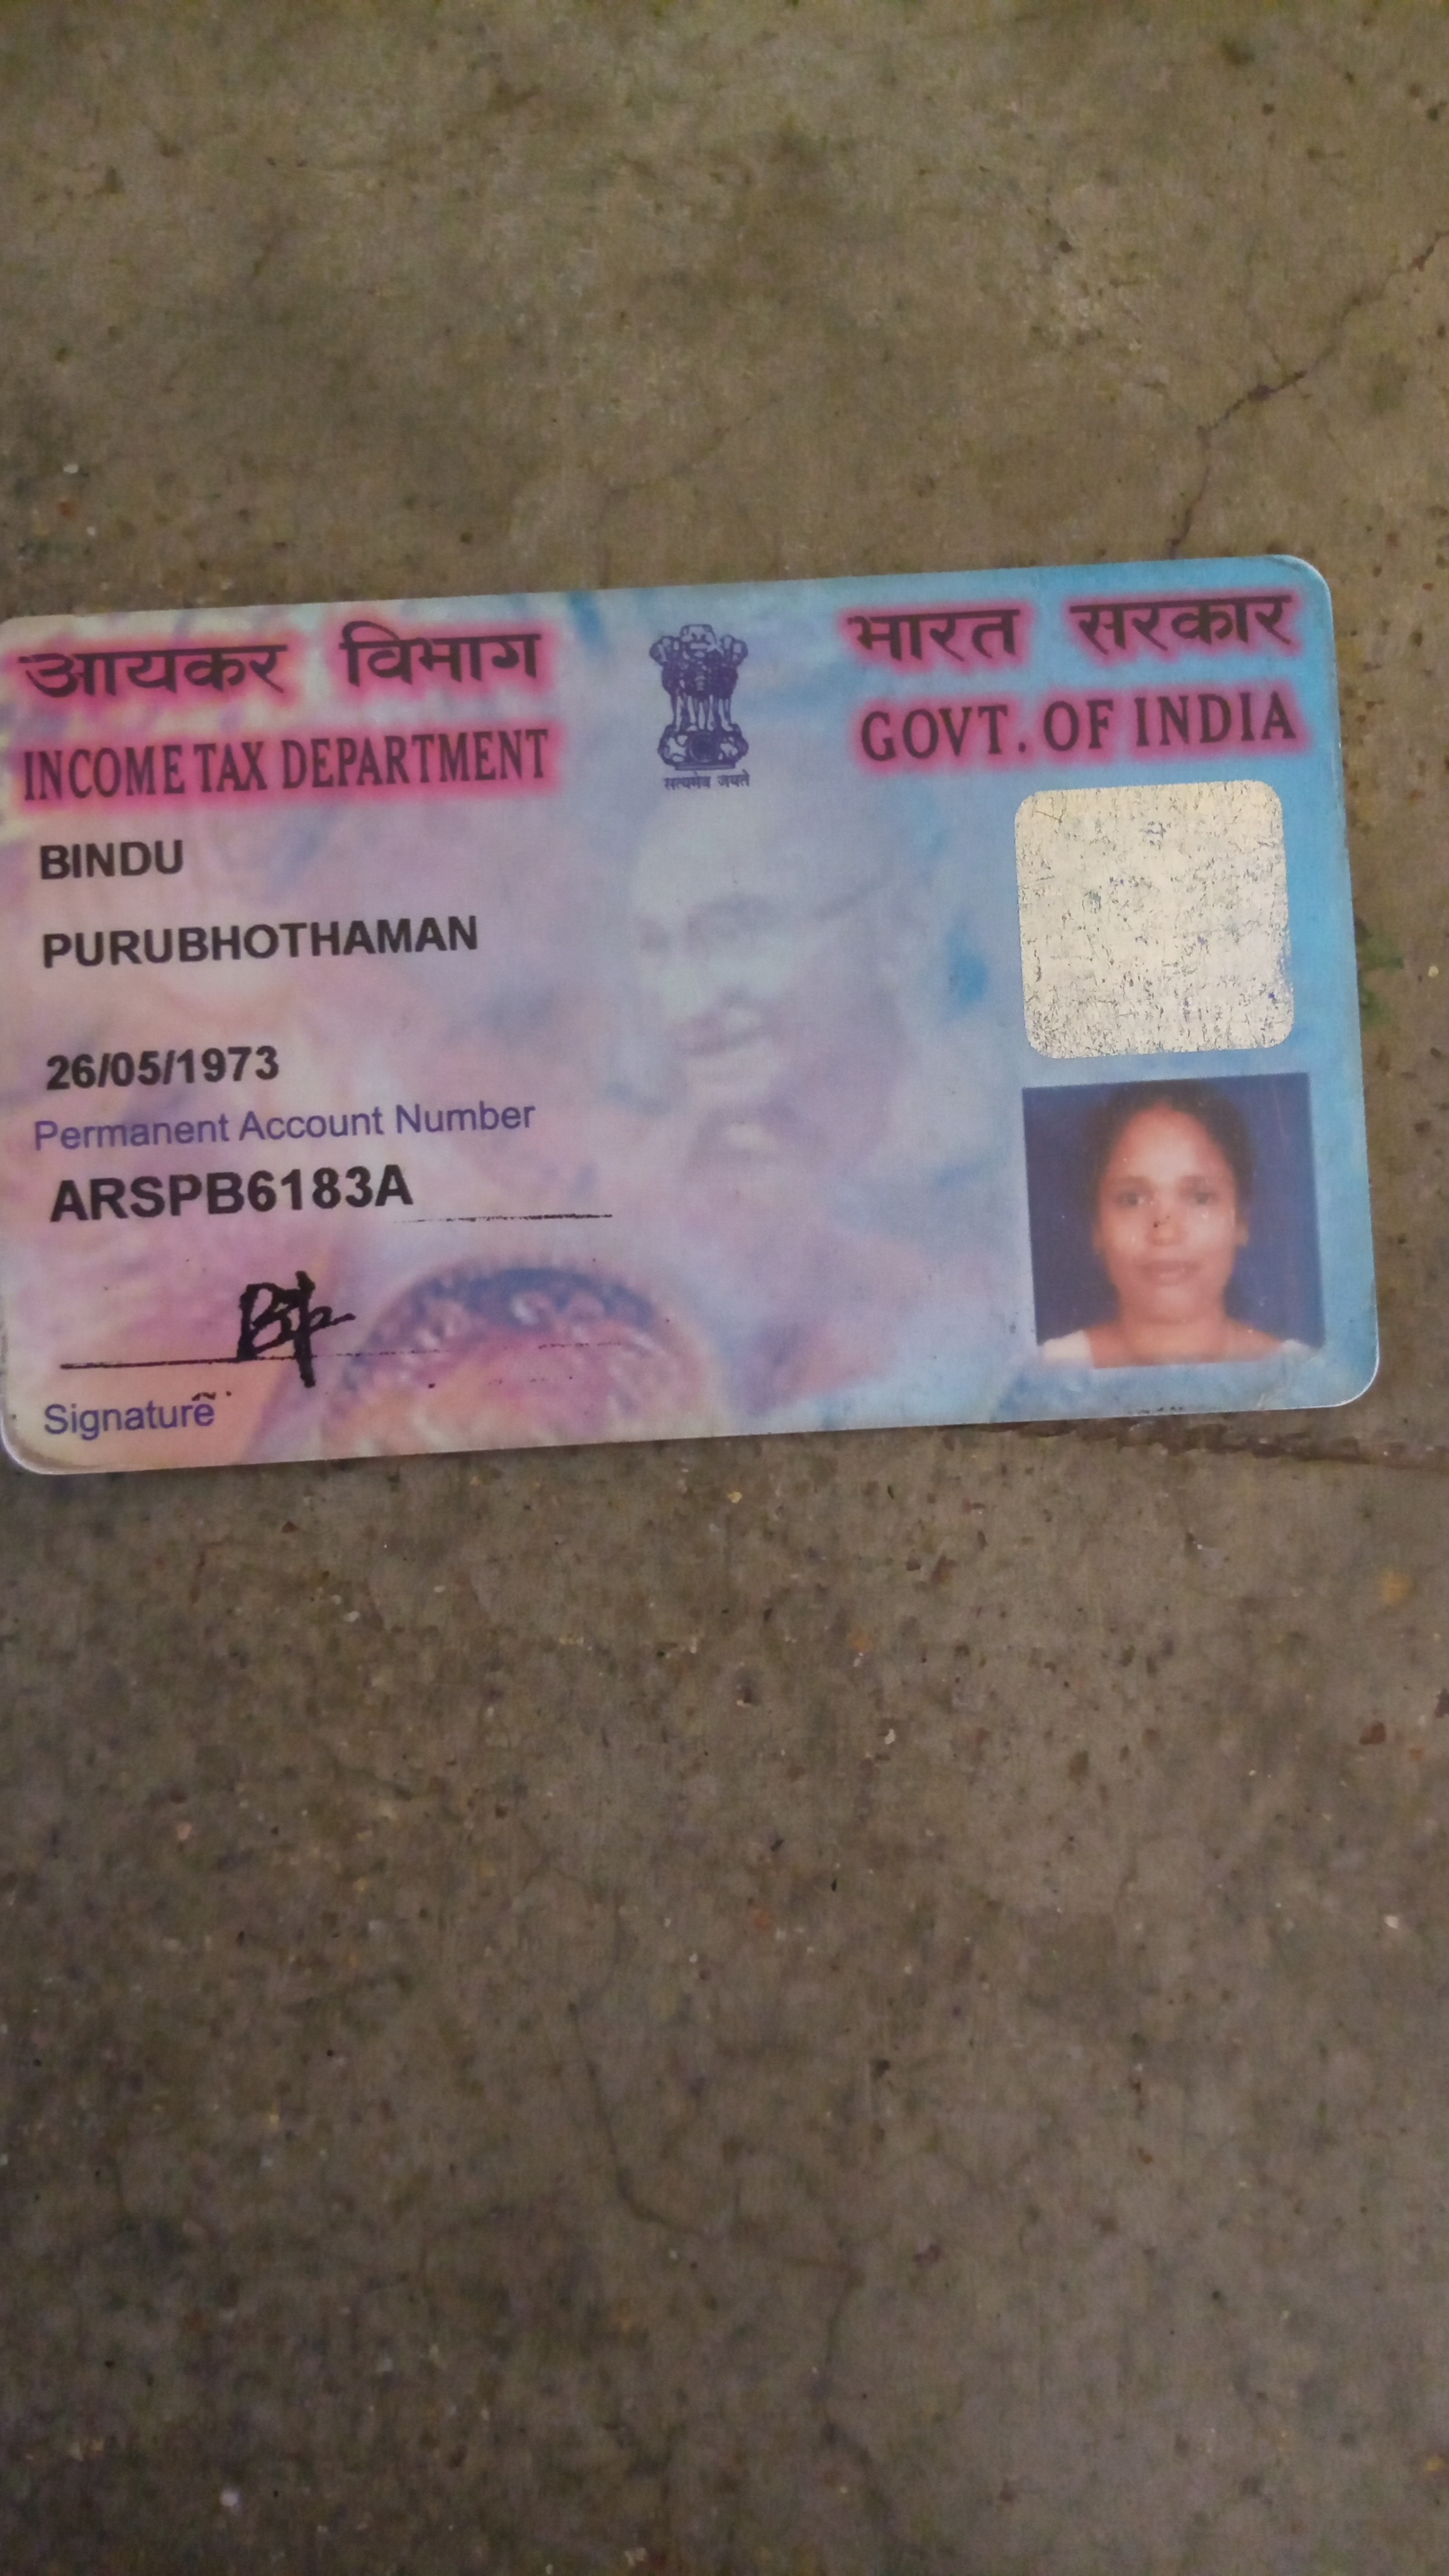 आयकर विभाग
INCOME TAX DEPARTMENT
सत्यमेव जयते
भारत सरकार
GOVT. OF INDIA
BINDU
PURUBHOTHAMAN
26/05/1973
Permanent Account Number
ARSPB6183A
Signature